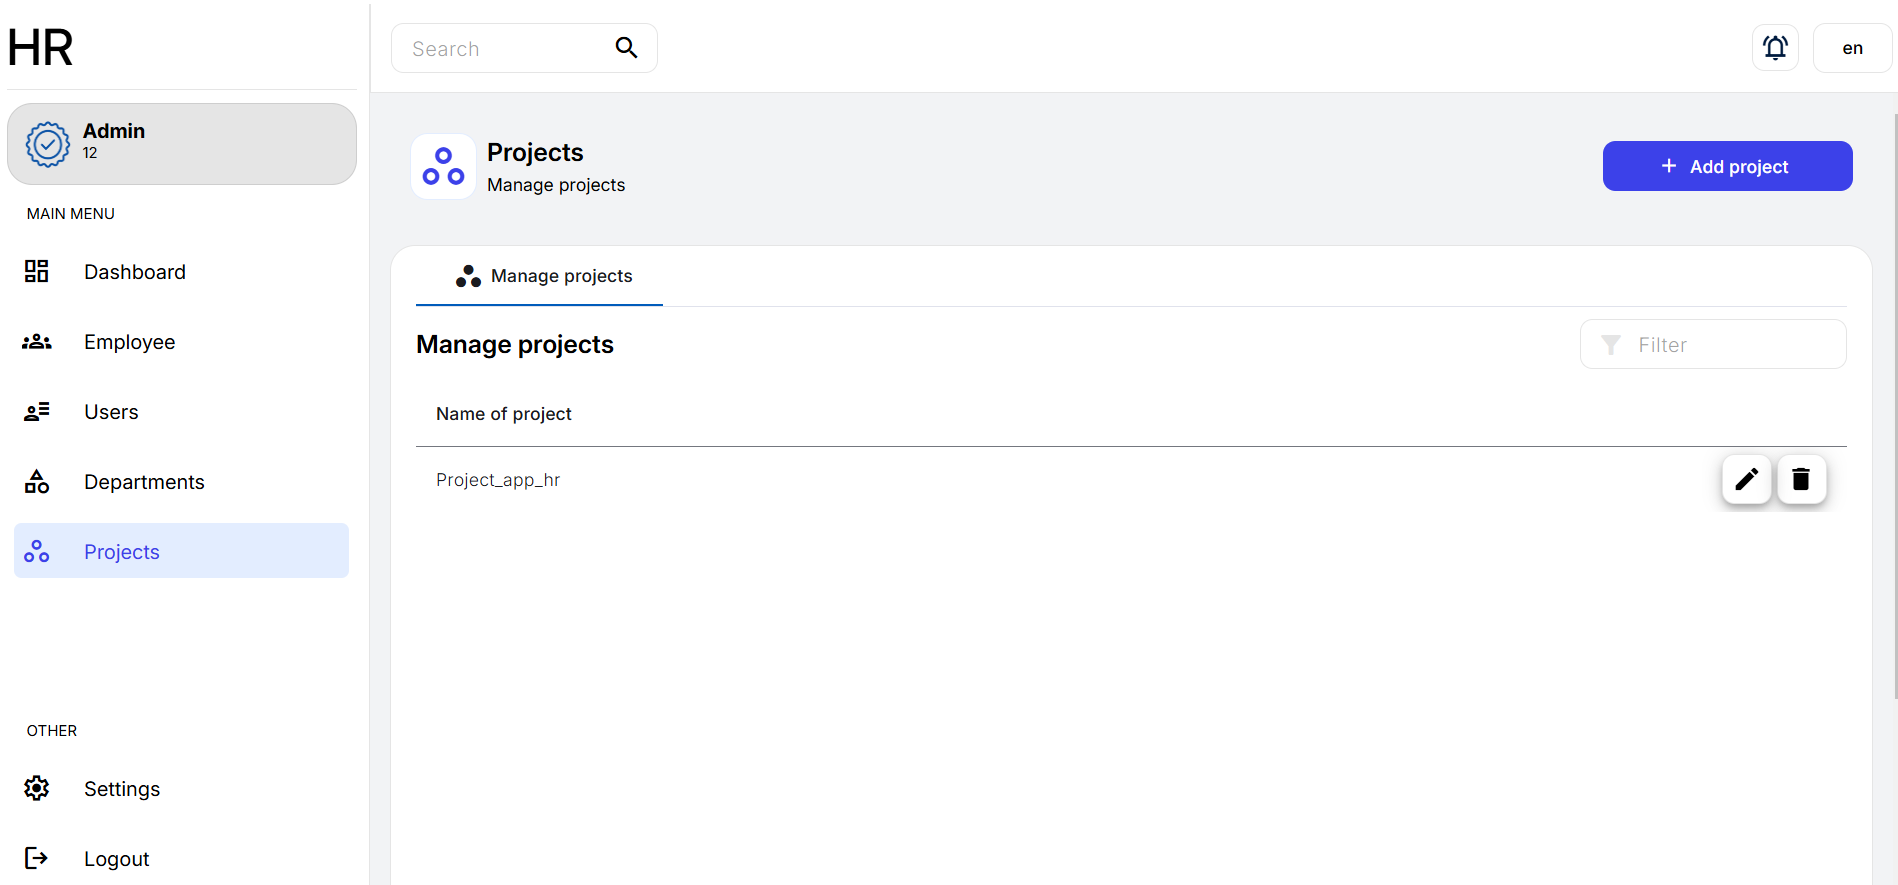 HR
Admin
12
MAIN MENU
Dashboard
Employee
Users
Departments
Projects
OTHER
Settings
Logout
Search
en
Projects
Manage projects
+ Add project
Manage projects
Manage projects
Filter
Name of project
Project_app_hr